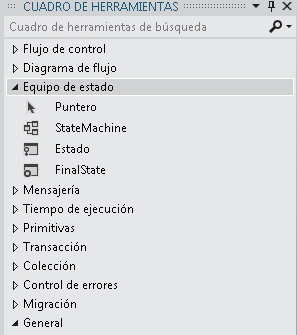 CUADRO DE HERRAMIENTAS
Cuadro de herramientas de búsqueda
Flujo de control
Diagrama de flujo
Equipo de estado
Puntero
StateMachine
Estado
FinalState
Mensajería
Tiempo de ejecución
Primitivas
Transacción
Colección
Control de errores
Migración
General